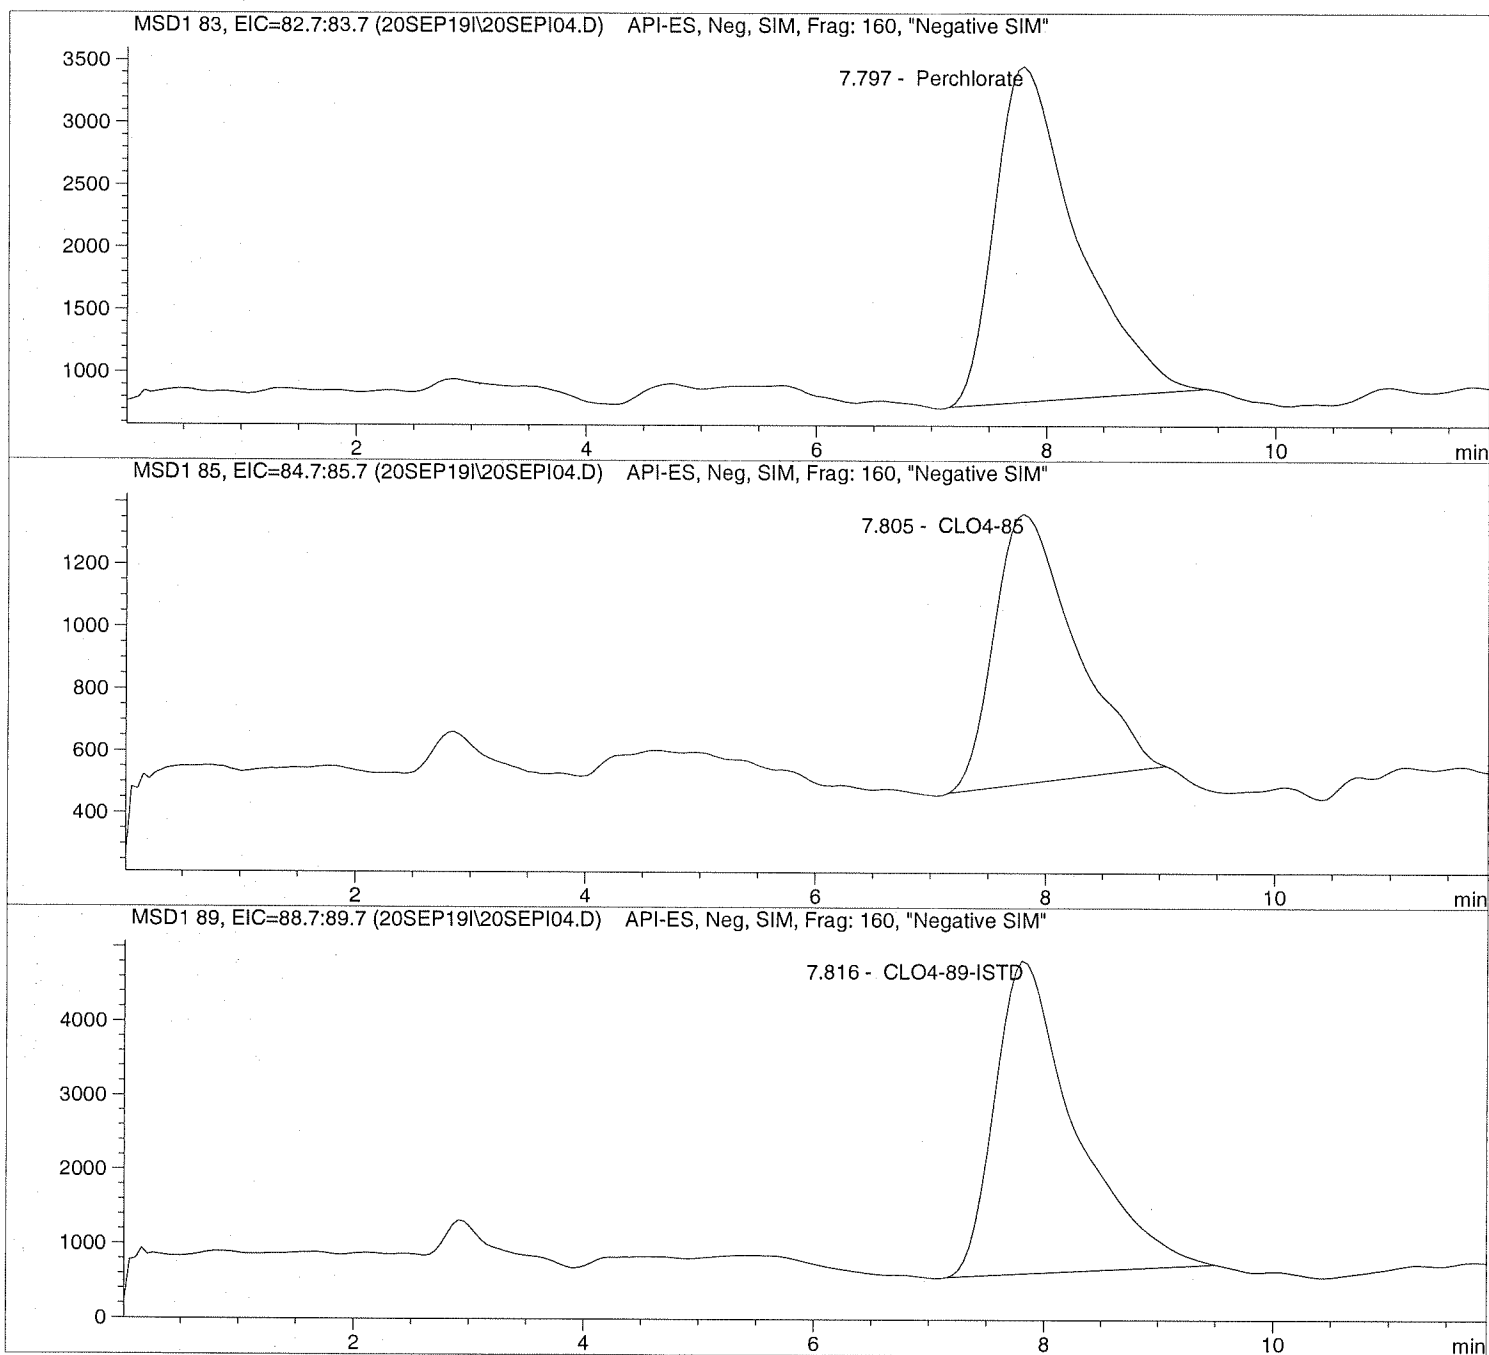 MSD1 83, EIC=82.7:83.7 (20SEP19I\20SEPI04.D) API-ES, Neg, SIM, Frag: 160, "Negative SIM"
7.797 - Perchlorate
3500
3000
2500
2000
1500
1000
2 4 6 8 10 min
MSD1 85, EIC=84.7:85.7 (20SEP19I\20SEPI04.D) API-ES, Neg, SIM, Frag: 160, "Negative SIM"
7.805 - CLO4-85
1200
1000
800
600
400
2 4 6 8 10 min
MSD1 89, EIC=88.7:89.7 (20SEP19I\20SEPI04.D) API-ES, Neg, SIM, Frag: 160, "Negative SIM"
7.816 - CLO4-89-ISTD
4000
3000
2000
1000
0
2 4 6 8 10 min